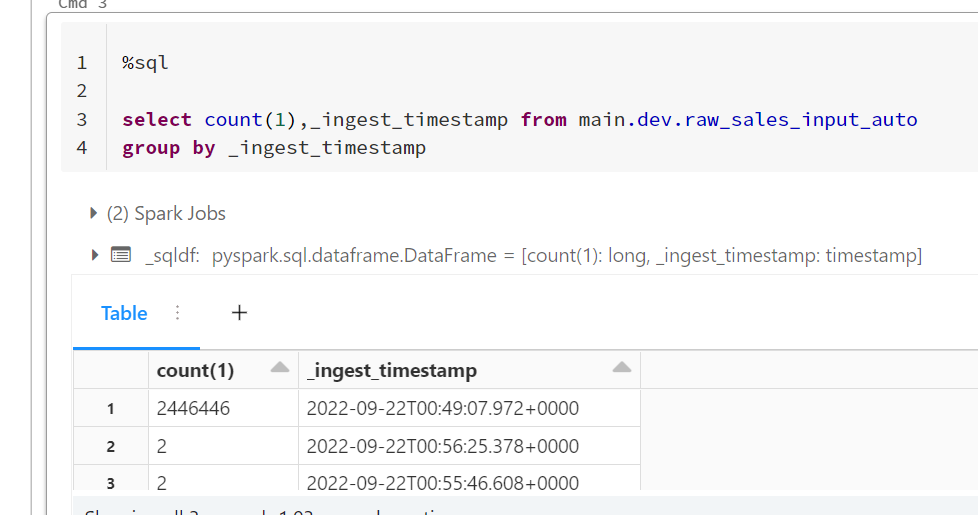 Cmd 3
1 %sql
2
3 select count(1),_ingest_timestamp from main.dev.raw_sales_input_auto
4 group by _ingest_timestamp
(2) Spark Jobs
_sqldf: pyspark.sql.dataframe.DataFrame = [count(1): long, _ingest_timestamp: timestamp]
Table +
count(1) _ingest_timestamp
1 2446446 2022-09-22T00:49:07.972+0000
2 2 2022-09-22T00:56:25.378+0000
3 2 2022-09-22T00:55:46.608+0000